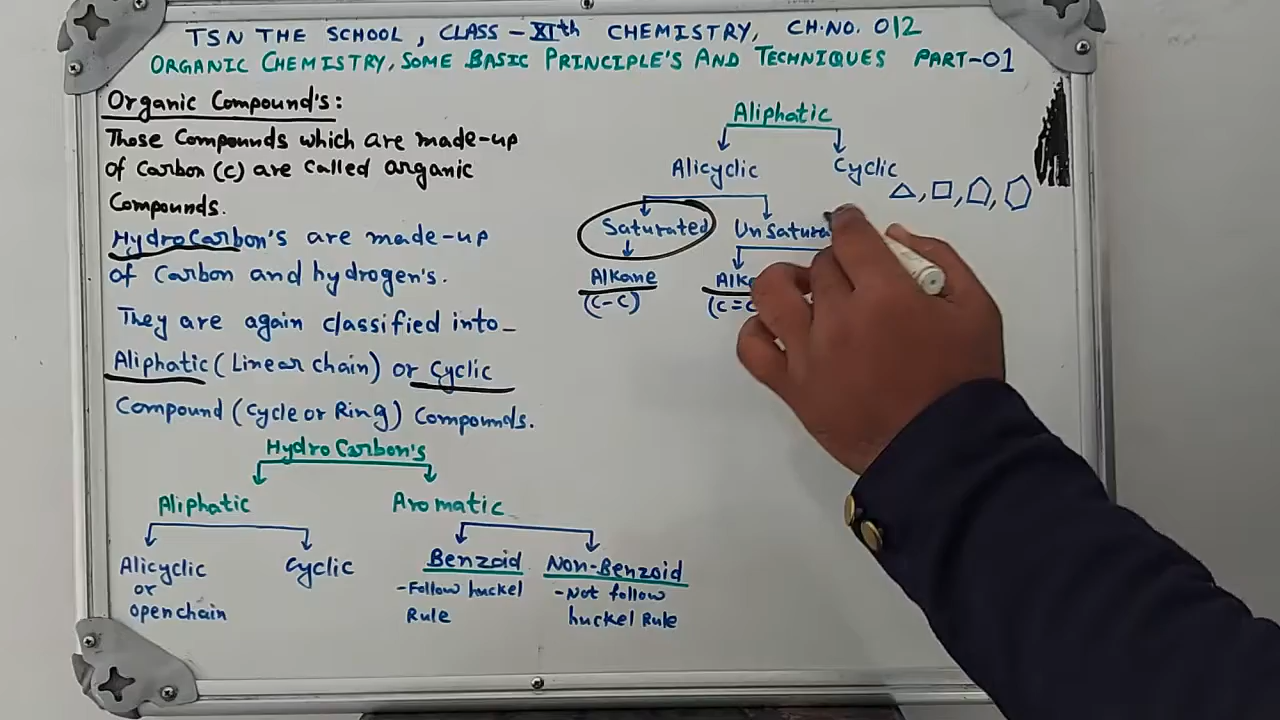 TSN THE SCHOOL, CLASS-XIth CHEMISTRY, CH.NO. 012
ORGANIC CHEMISTRY, SOME BASIC PRINCIPLE'S AND TECHNIQUES PART-01
Organic Compound's:
Those Compounds which are made-up
of Carbon (C) are Called organic
Compounds.
HydroCarbon's are made-up
of Carbon and hydrogen's.
They are again classified into-
Aliphatic (Linear chain) or Cyclic
Compound (Cycle or Ring) Compounds.
HydroCarbon's
Aliphatic Aromatic
Alicyclic
or
open chain
Cyclic
Benzoid
-Follow huckel
Rule
Non-Benzoid
-Not follow
huckel Rule
Aliphatic
Alicyclic Cyclic
Saturated
Alkane
(C-C)